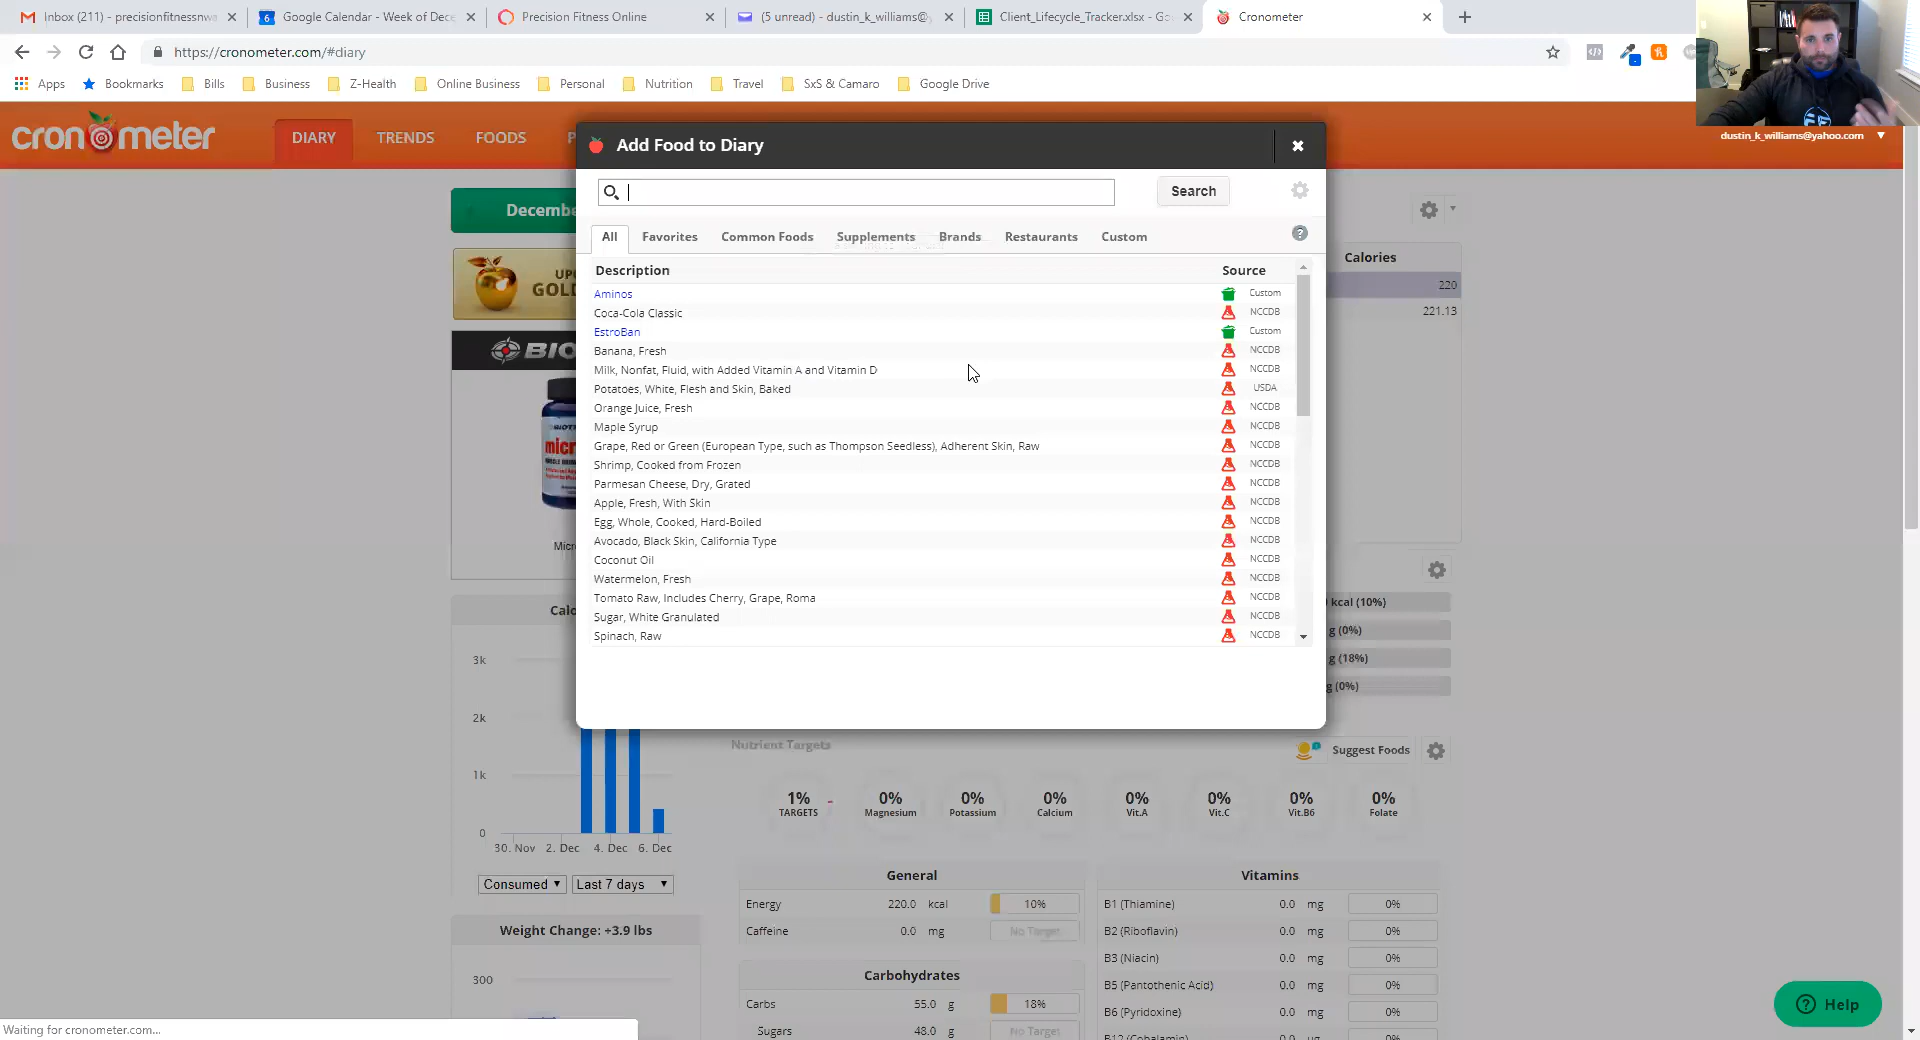 Inbox (211) - precisionfitnessnwa
Google Calendar - Week of Dece
Precision Fitness Online
(5 unread) - dustin_k_williams@y
Client_Lifecycle_Tracker.xlsx - Go
Cronometer
https://cronometer.com/#diary
Apps Bookmarks Bills Business Z-Health Online Business Personal Nutrition Travel SxS & Camaro Google Drive
cronometer
DIARY TRENDS FOODS P
dustin_k_williams@yahoo.com
Add Food to Diary
Search
All Favorites Common Foods Supplements Brands Restaurants Custom
Description Source
Aminos Custom
Coca-Cola Classic NCCDB
EstroBan Custom
Banana, Fresh NCCDB
Milk, Nonfat, Fluid, with Added Vitamin A and Vitamin D NCCDB
Potatoes, White, Flesh and Skin, Baked USDA
Orange Juice, Fresh NCCDB
Maple Syrup NCCDB
Grape, Red or Green (European Type, such as Thompson Seedless), Adherent Skin, Raw NCCDB
Shrimp, Cooked from Frozen NCCDB
Parmesan Cheese, Dry, Grated NCCDB
Apple, Fresh, With Skin NCCDB
Egg, Whole, Cooked, Hard-Boiled NCCDB
Avocado, Black Skin, California Type NCCDB
Coconut Oil NCCDB
Watermelon, Fresh NCCDB
Tomato Raw, Includes Cherry, Grape, Roma NCCDB
Sugar, White Granulated NCCDB
Spinach, Raw NCCDB
Decembe
UP
GOL
BIO
micr
Micr
Calories
220
221.13
kcal (10%)
g (0%)
g (18%)
g (0%)
Calo
3k
2k
1k
0
30. Nov 2. Dec 4. Dec 6. Dec
Consumed Last 7 days
Weight Change: +3.9 lbs
300
Nutrient Targets
Suggest Foods
1% 0% 0% 0% 0% 0% 0% 0%
TARGETS Magnesium Potassium Calcium Vit.A Vit.C Vit.B6 Folate
General
Energy 220.0 kcal 10%
Caffeine 0.0 mg No Target
Carbohydrates
Carbs 55.0 g 18%
Sugars 48.0 g No Target
Vitamins
B1 (Thiamine) 0.0 mg 0%
B2 (Riboflavin) 0.0 mg 0%
B3 (Niacin) 0.0 mg 0%
B5 (Pantothenic Acid) 0.0 mg 0%
B6 (Pyridoxine) 0.0 mg 0%
B12 (Cobalamin) 0.0 0%
Help
Waiting for cronometer.com...